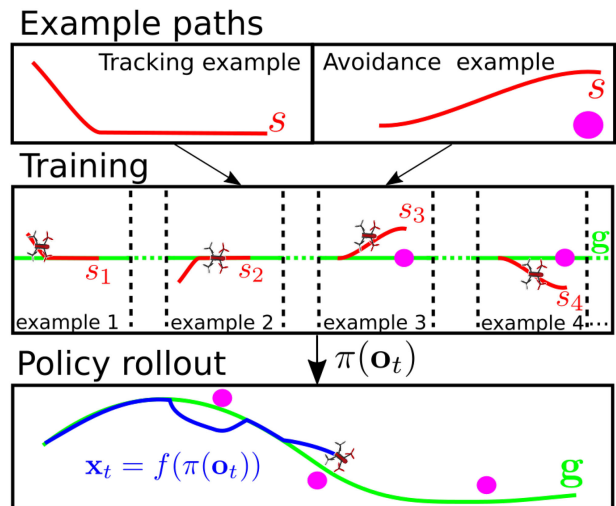 Example paths
Tracking example
s
Avoidance example
s
Training
s₁
s₂
s₃
s₄
g
example 1
example 2
example 3
example 4
...
Policy rollout
π(oₜ)
xₜ = f(π(oₜ))
g